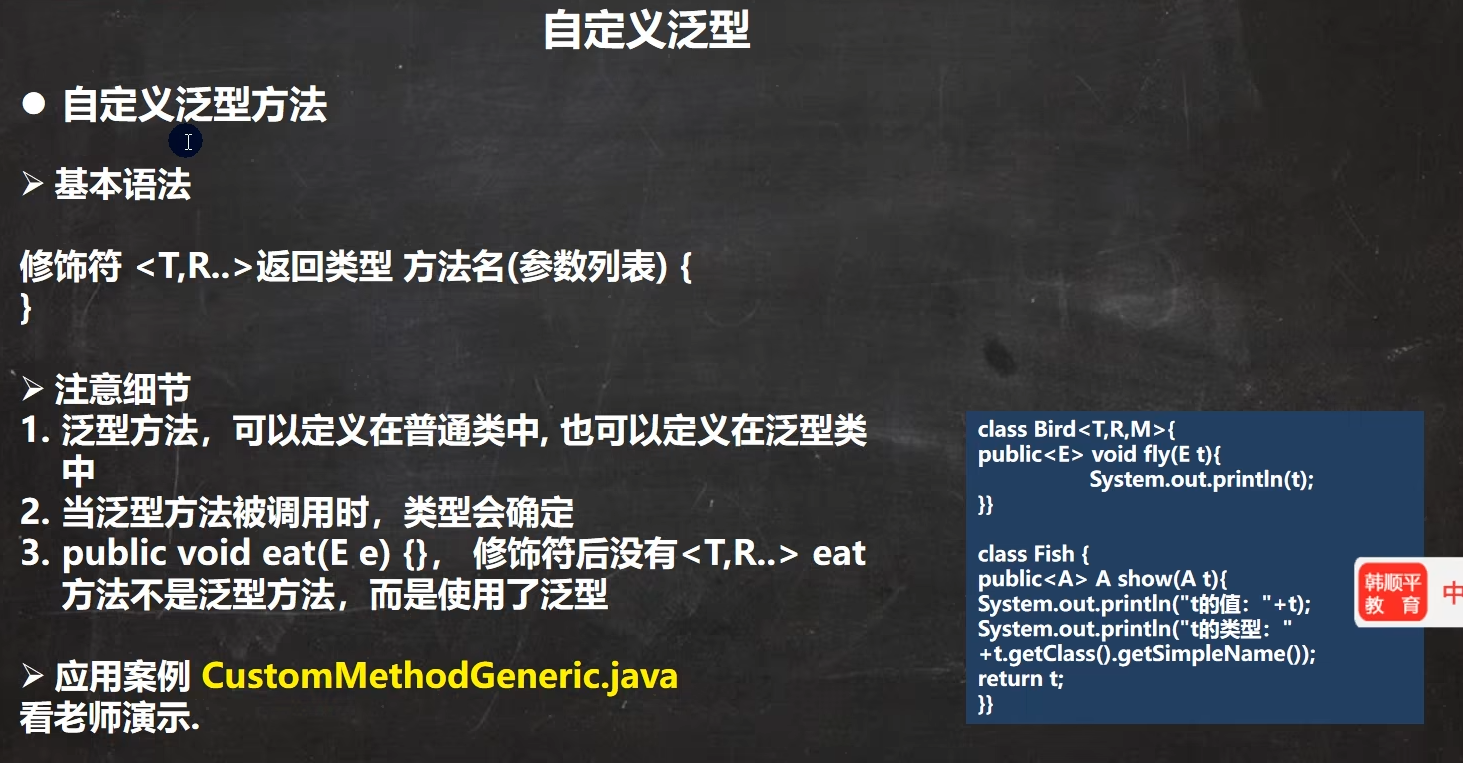 自定义泛型
● 自定义泛型方法
➢ 基本语法
修饰符 <T,R..>返回类型 方法名(参数列表) {
}
➢ 注意细节
1. 泛型方法，可以定义在普通类中, 也可以定义在泛型类
中
2. 当泛型方法被调用时，类型会确定
3. public void eat(E e) {}， 修饰符后没有<T,R..> eat
方法不是泛型方法，而是使用了泛型
➢ 应用案例 CustomMethodGeneric.java
看老师演示.
class Bird<T,R,M>{
public<E> void fly(E t){
System.out.println(t);
}}
class Fish {
public<A> A show(A t){
System.out.println("t的值："+t);
System.out.println("t的类型："
+t.getClass().getSimpleName());
return t;
}}
韩顺平
教 育
中